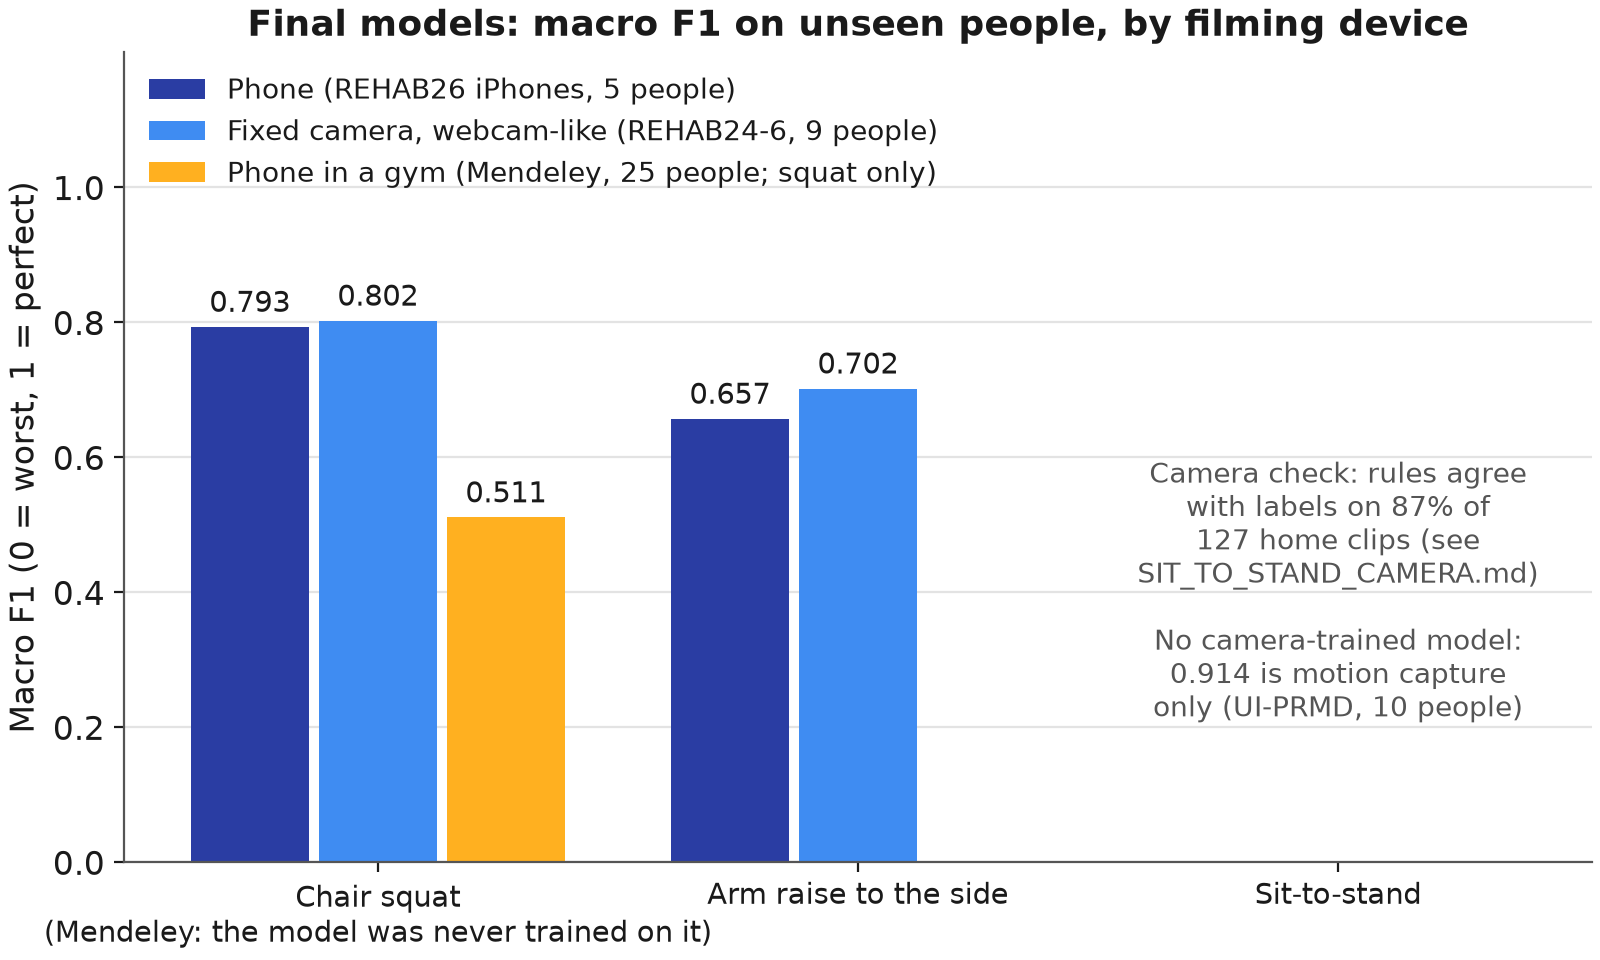 Final models: macro F1 on unseen people, by filming device
Phone (REHAB26 iPhones, 5 people)
Fixed camera, webcam-like (REHAB24-6, 9 people)
Phone in a gym (Mendeley, 25 people; squat only)
Macro F1 (0 = worst, 1 = perfect)
1.0
0.8
0.6
0.4
0.2
0.0
0.793
0.802
0.511
0.657
0.702
Camera check: rules agree
with labels on 87% of
127 home clips (see
SIT_TO_STAND_CAMERA.md)
No camera-trained model:
0.914 is motion capture
only (UI-PRMD, 10 people)
Chair squat
(Mendeley: the model was never trained on it)
Arm raise to the side
Sit-to-stand